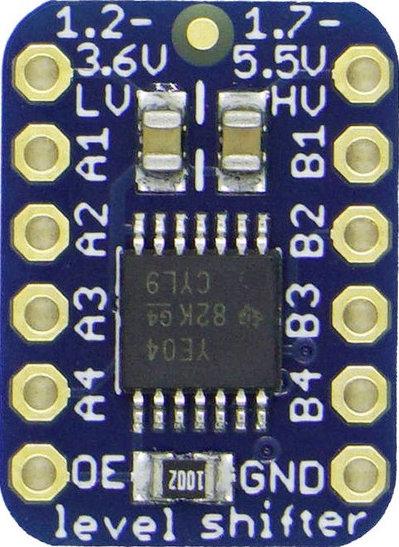 1.2-
3.6V
LV
1.7-
5.5V
HV
A1
B1
A2
B2
A3
B3
A4
B4
YE04
82K G4
CYL9
OE
1002
GND
level shifter